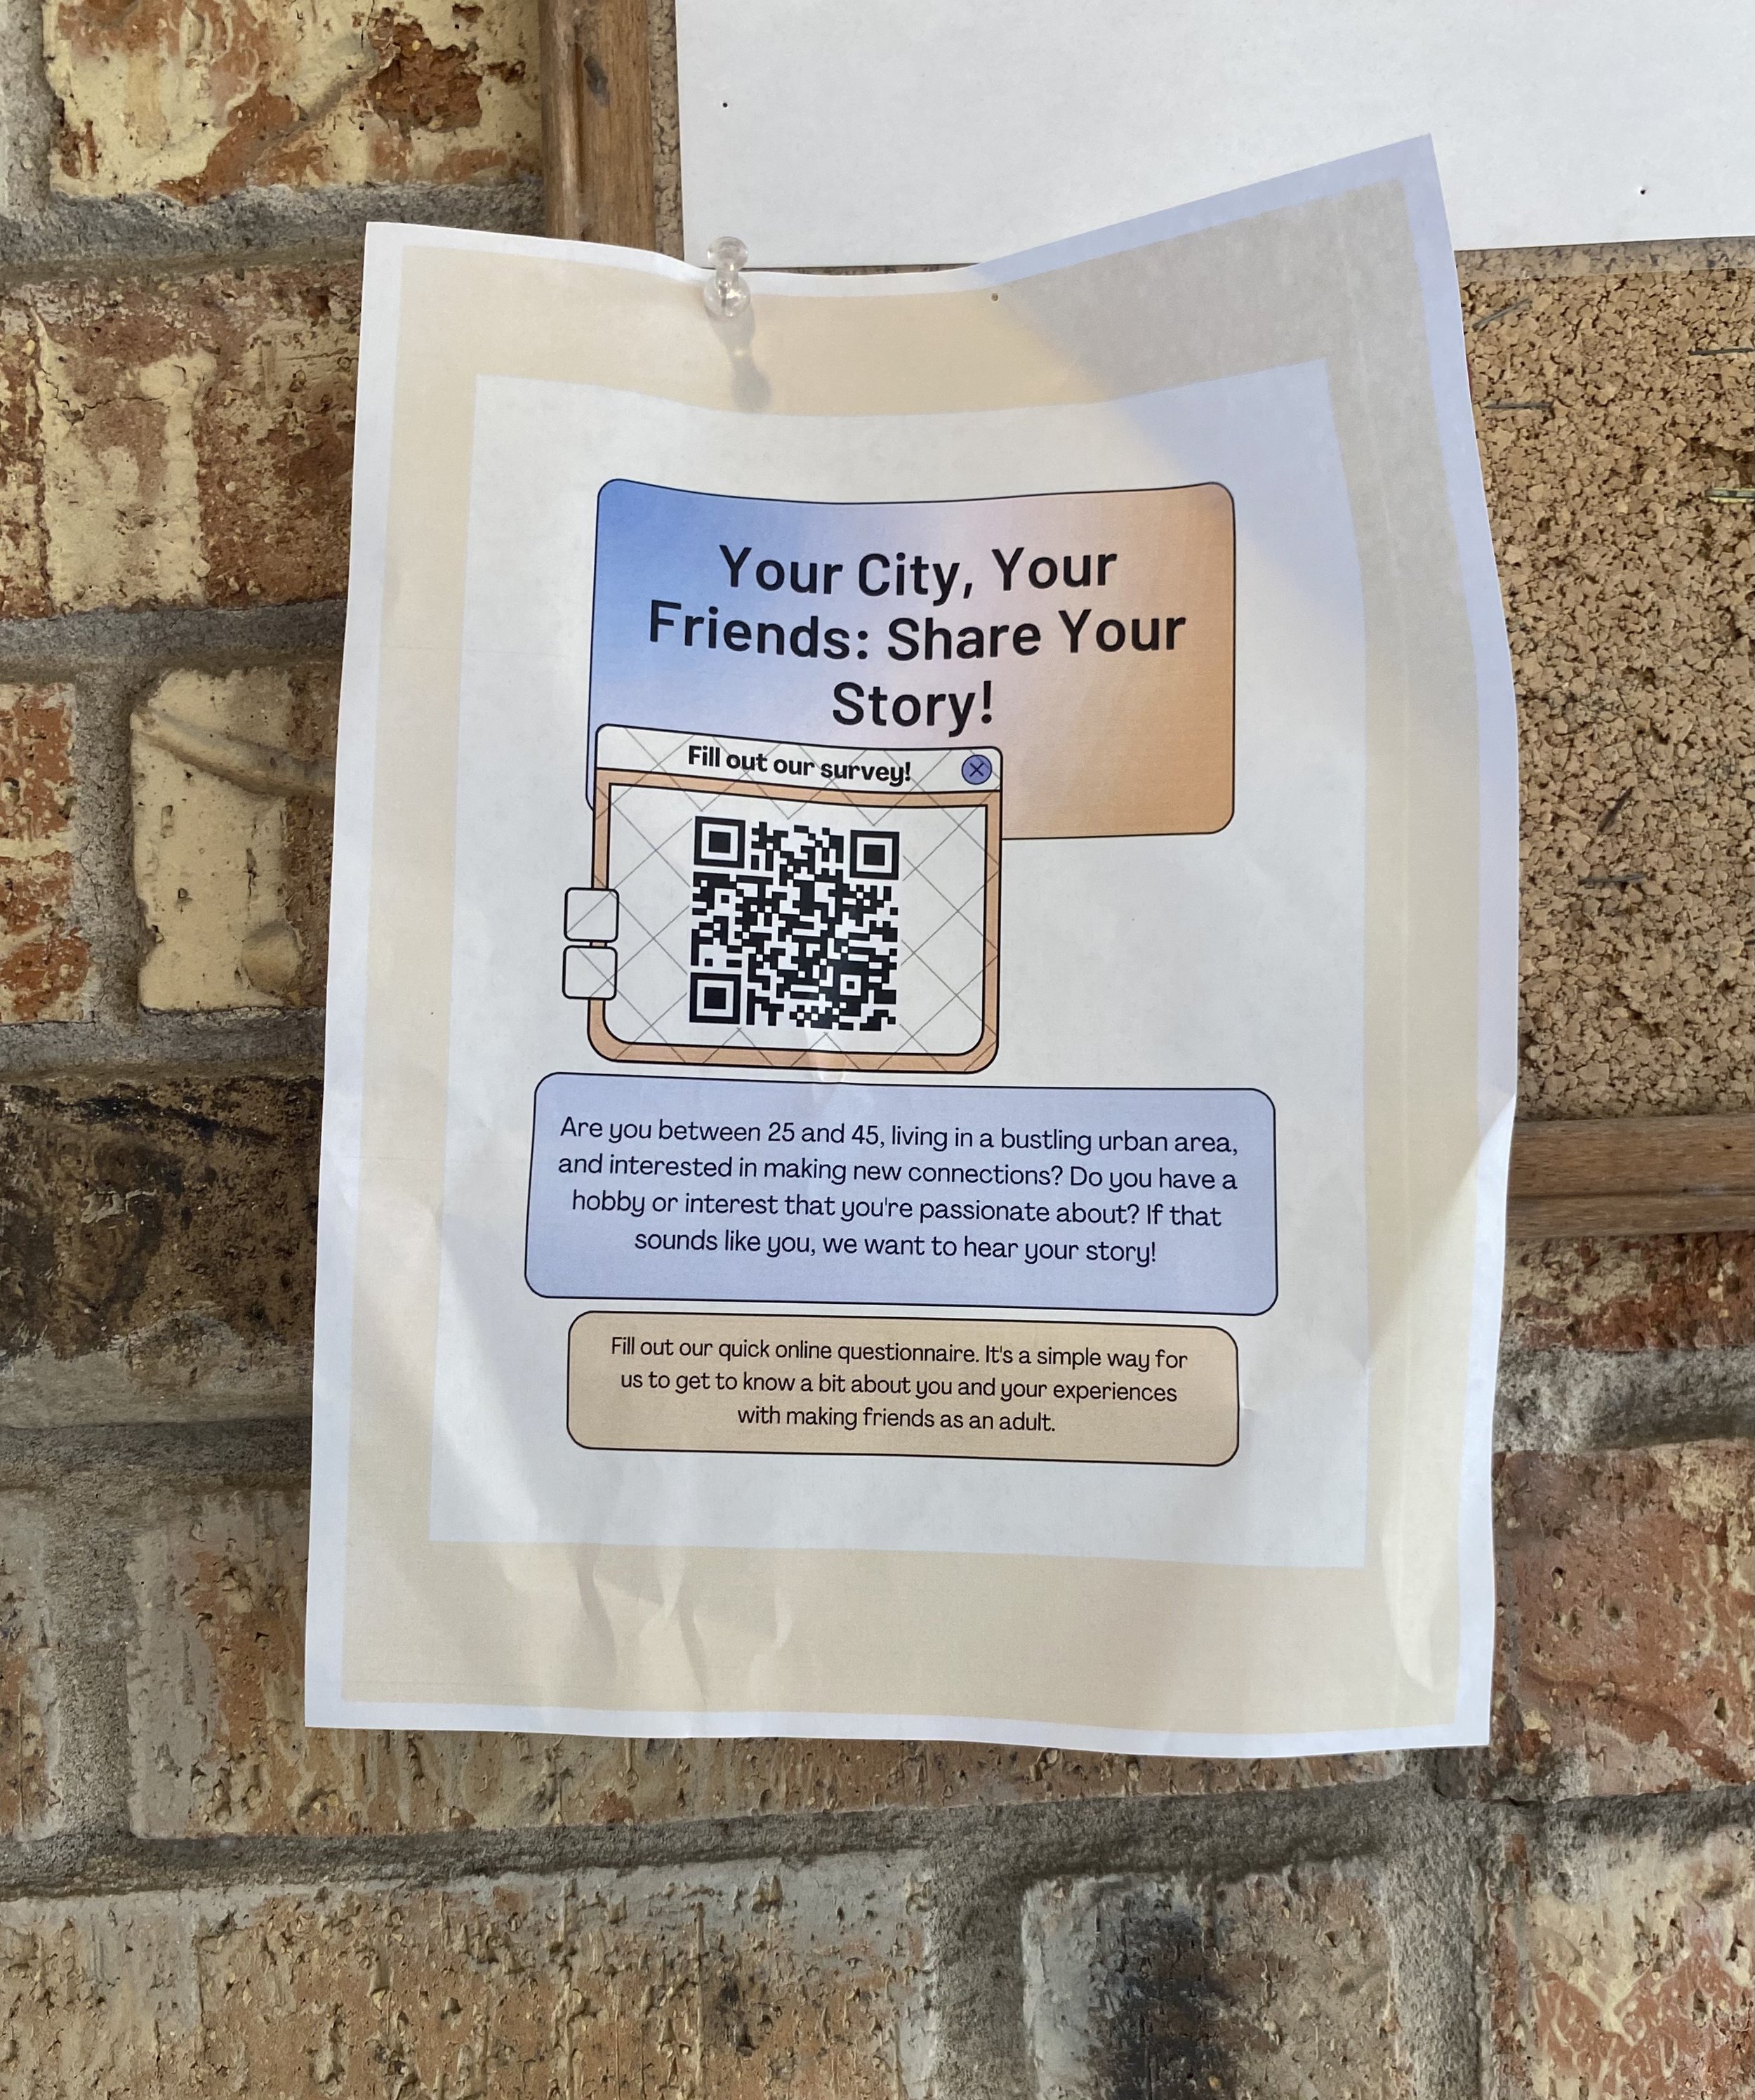 Your City, Your
Friends: Share Your
Story!
Fill out our survey!
Are you between 25 and 45, living in a bustling urban area,
and interested in making new connections? Do you have a
hobby or interest that you're passionate about? If that
sounds like you, we want to hear your story!
Fill out our quick online questionnaire. It's a simple way for
us to get to know a bit about you and your experiences
with making friends as an adult.